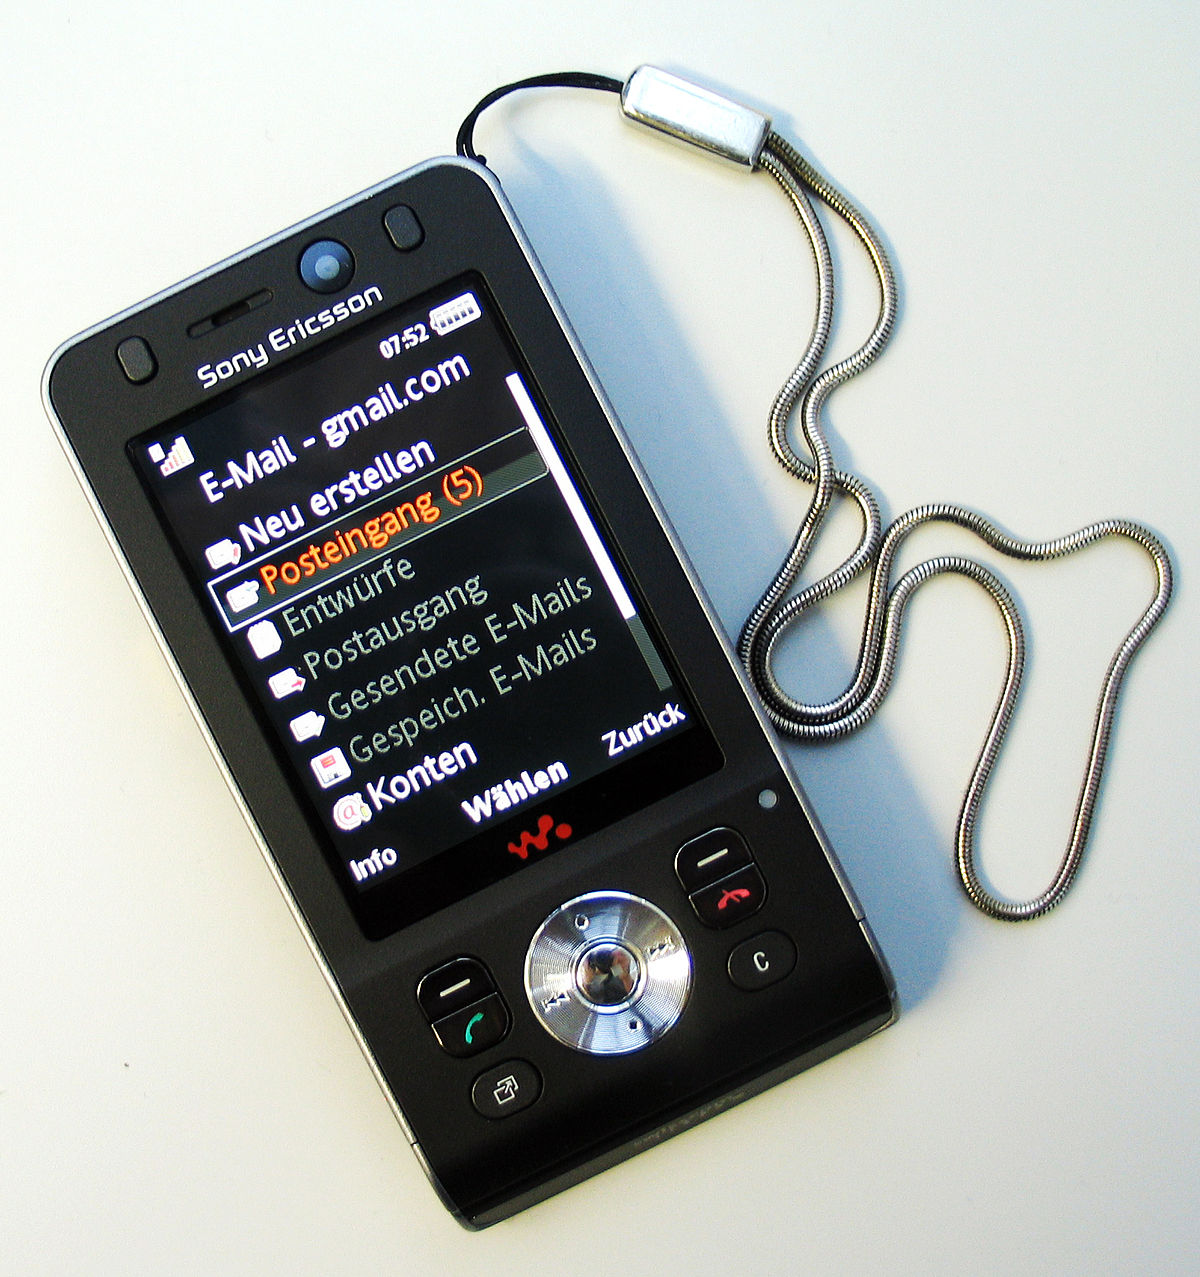 Sony Ericsson
07:52
E-Mail - gmail.com
Neu erstellen
Posteingang (5)
Entwürfe
Postausgang
Gesendete E-Mails
Gespeich. E-Mails
Konten
Info Wählen Zurück
C